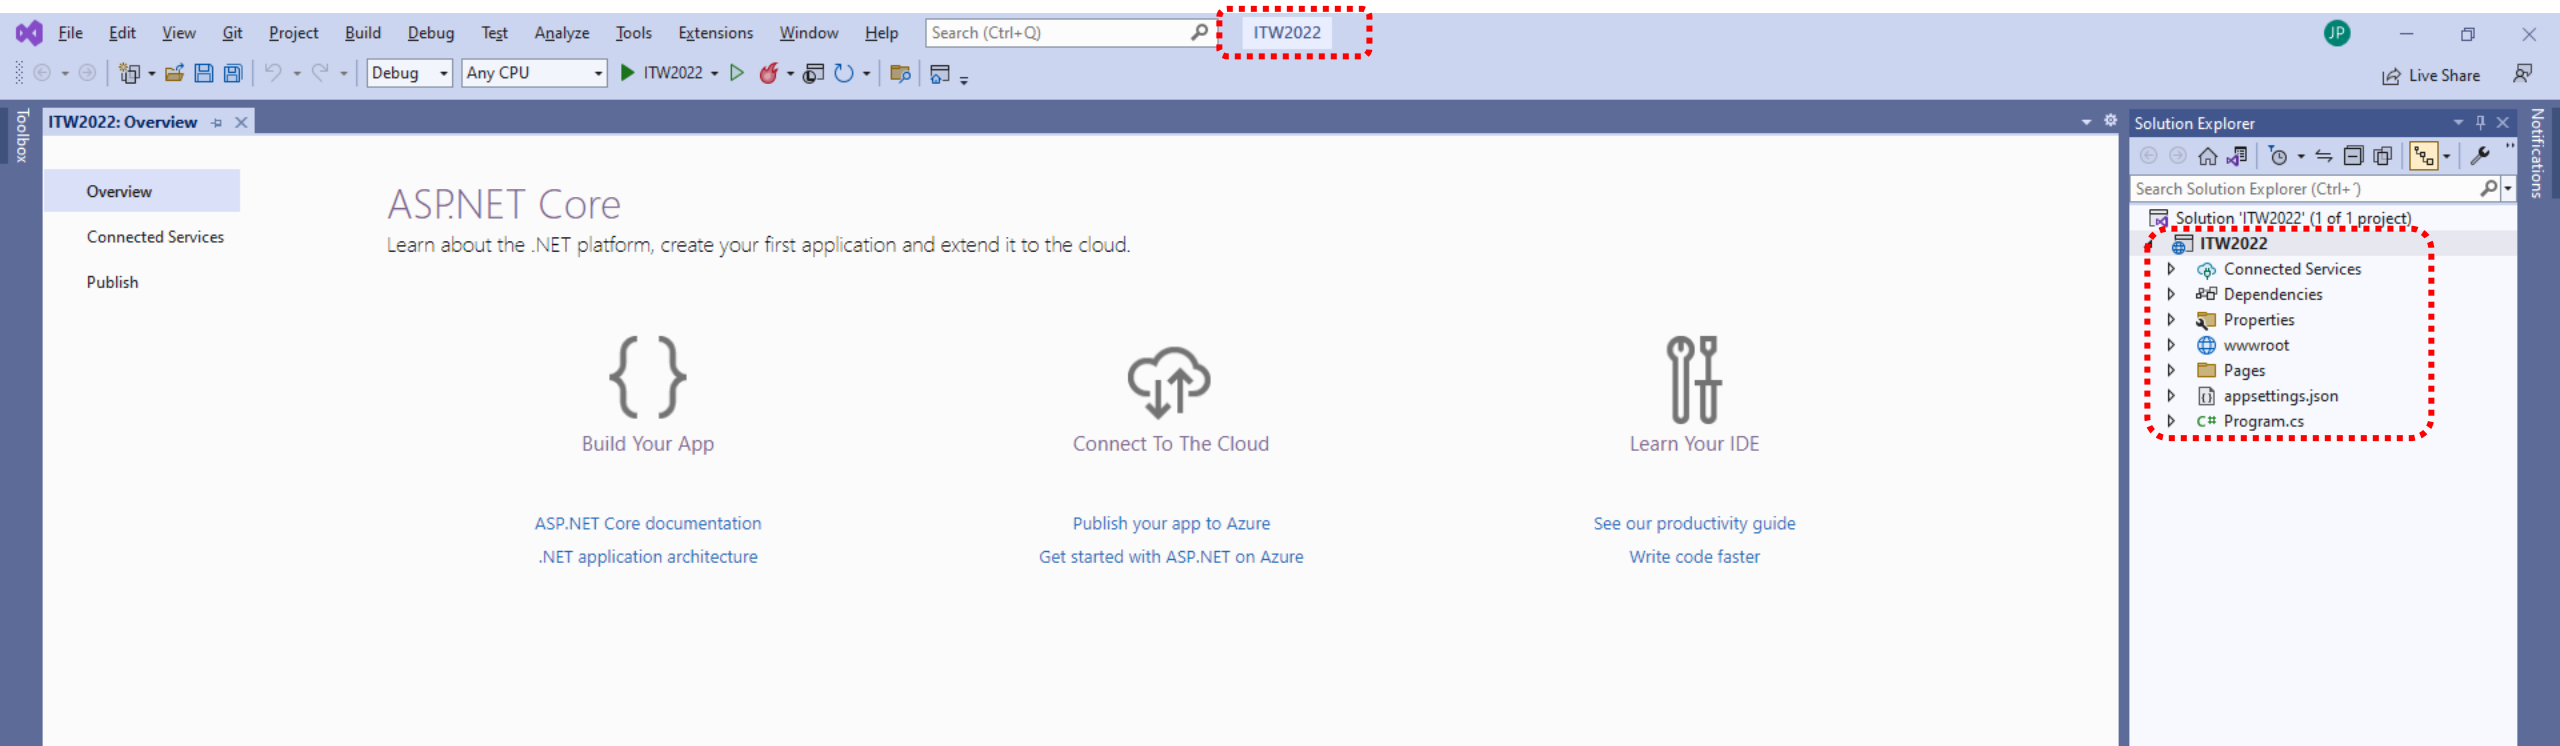 File Edit View Git Project Build Debug Test Analyze Tools Extensions Window Help Search (Ctrl+Q) ITW2022 JP
Debug Any CPU ITW2022 Live Share
Toolbox
ITW2022: Overview
Overview
Connected Services
Publish
ASP.NET Core
Learn about the .NET platform, create your first application and extend it to the cloud.
Build Your App
Connect To The Cloud
Learn Your IDE
ASP.NET Core documentation
.NET application architecture
Publish your app to Azure
Get started with ASP.NET on Azure
See our productivity guide
Write code faster
Solution Explorer
Search Solution Explorer (Ctrl+´)
Solution 'ITW2022' (1 of 1 project)
ITW2022
Connected Services
Dependencies
Properties
wwwroot
Pages
appsettings.json
C# Program.cs
Notifications